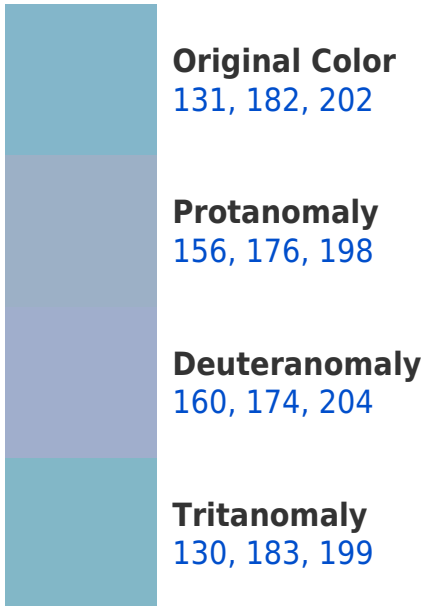 Original Color
131, 182, 202
Protanomaly
156, 176, 198
Deuteranomaly
160, 174, 204
Tritanomaly
130, 183, 199